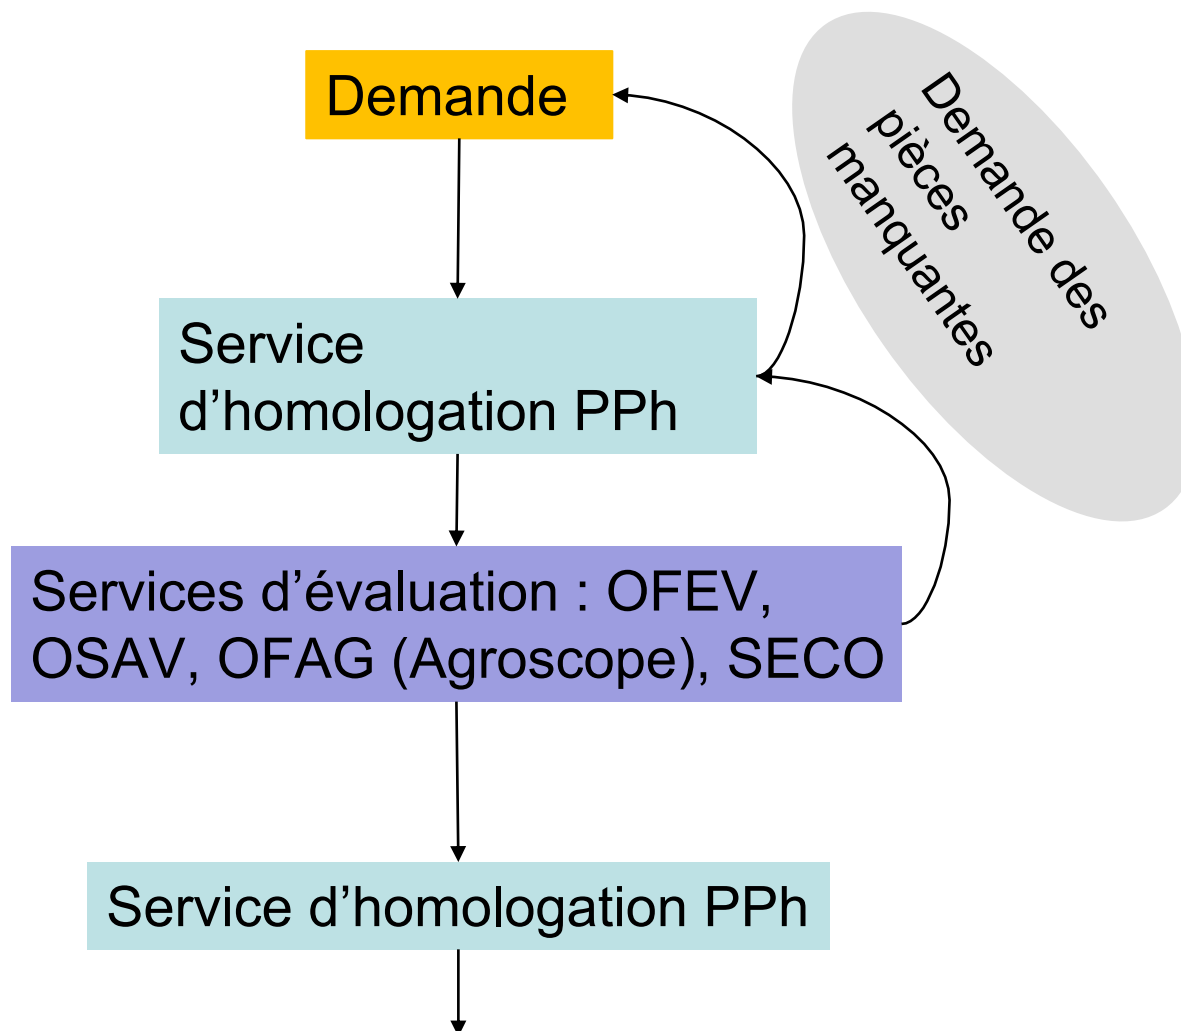 Demande
Demande des
pièces
manquantes
Service
d’homologation PPh
Services d’évaluation : OFEV,
OSAV, OFAG (Agroscope), SECO
Service d’homologation PPh